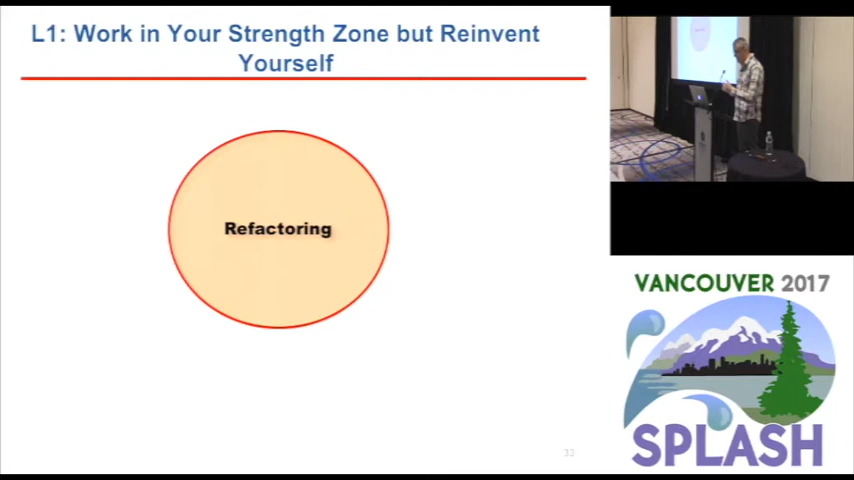 L1: Work in Your Strength Zone but Reinvent
Yourself
Refactoring
33
VANCOUVER 2017
SPLASH